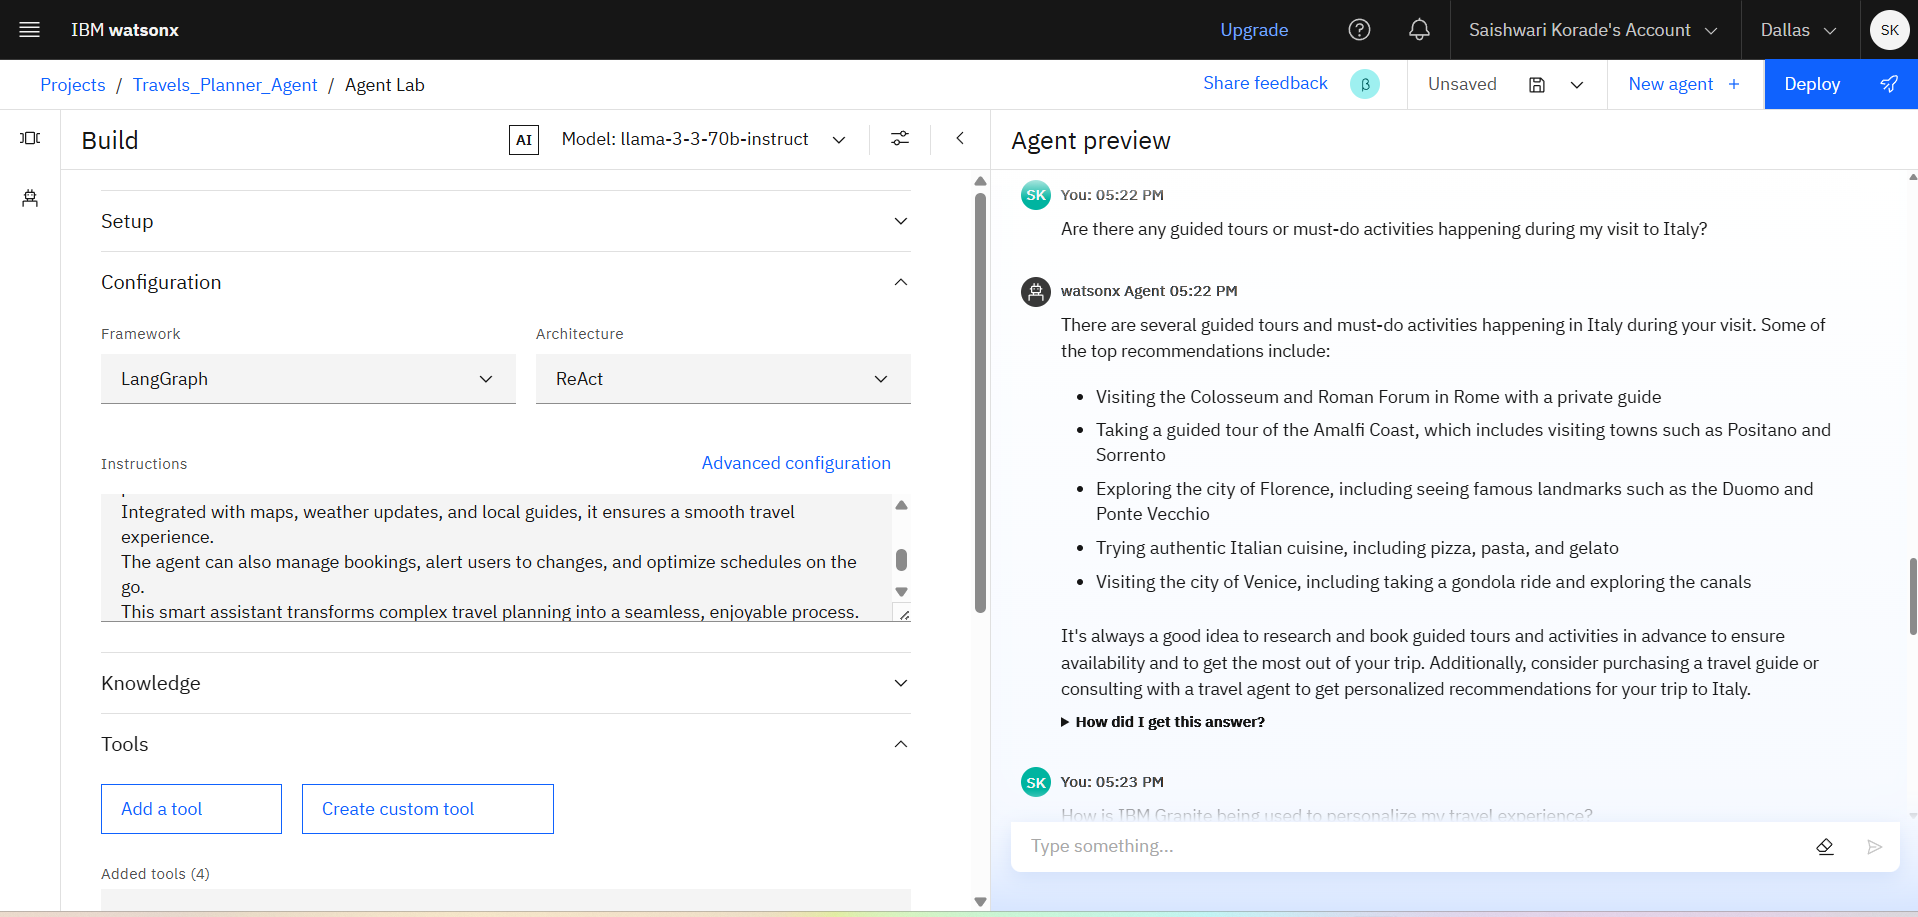 IBM watsonx
Upgrade
Saishwari Korade's Account
Dallas
SK
Projects / Travels_Planner_Agent / Agent Lab
Share feedback
β
Unsaved
New agent +
Deploy
Build
AI
Model: llama-3-3-70b-instruct
Setup
Configuration
Framework
Architecture
LangGraph
ReAct
Instructions
Advanced configuration
Integrated with maps, weather updates, and local guides, it ensures a smooth travel
experience.
The agent can also manage bookings, alert users to changes, and optimize schedules on the
go.
This smart assistant transforms complex travel planning into a seamless, enjoyable process.
Knowledge
Tools
Add a tool
Create custom tool
Added tools (4)
Agent preview
SK
You: 05:22 PM
Are there any guided tours or must-do activities happening during my visit to Italy?
watsonx Agent 05:22 PM
There are several guided tours and must-do activities happening in Italy during your visit. Some of
the top recommendations include:
• Visiting the Colosseum and Roman Forum in Rome with a private guide
• Taking a guided tour of the Amalfi Coast, which includes visiting towns such as Positano and
Sorrento
• Exploring the city of Florence, including seeing famous landmarks such as the Duomo and
Ponte Vecchio
• Trying authentic Italian cuisine, including pizza, pasta, and gelato
• Visiting the city of Venice, including taking a gondola ride and exploring the canals
It's always a good idea to research and book guided tours and activities in advance to ensure
availability and to get the most out of your trip. Additionally, consider purchasing a travel guide or
consulting with a travel agent to get personalized recommendations for your trip to Italy.
How did I get this answer?
SK
You: 05:23 PM
How is IBM Granite being used to personalize my travel experience?
Type something...